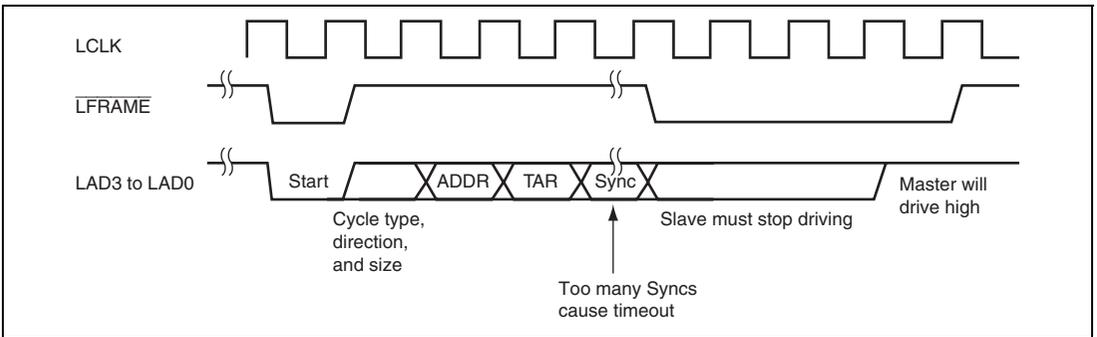 LCLK
LFRAME
LAD3 to LAD0
Start
ADDR
TAR
Sync
Cycle type,
direction,
and size
Slave must stop driving
Master will
drive high
Too many Syncs
cause timeout